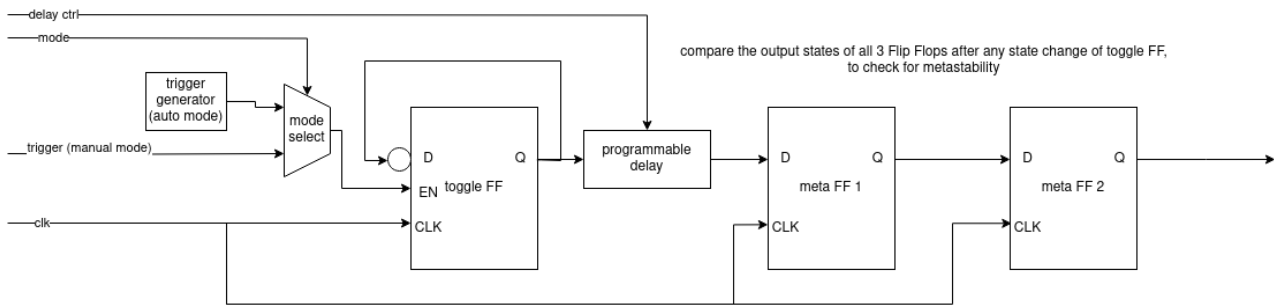 delay ctrl
mode
compare the output states of all 3 Flip Flops after any state change of toggle FF,
to check for metastability
trigger
generator
(auto mode)
mode
select
trigger (manual mode)
D
Q
EN
toggle FF
CLK
programmable
delay
D
Q
meta FF 1
CLK
D
Q
meta FF 2
CLK
clk